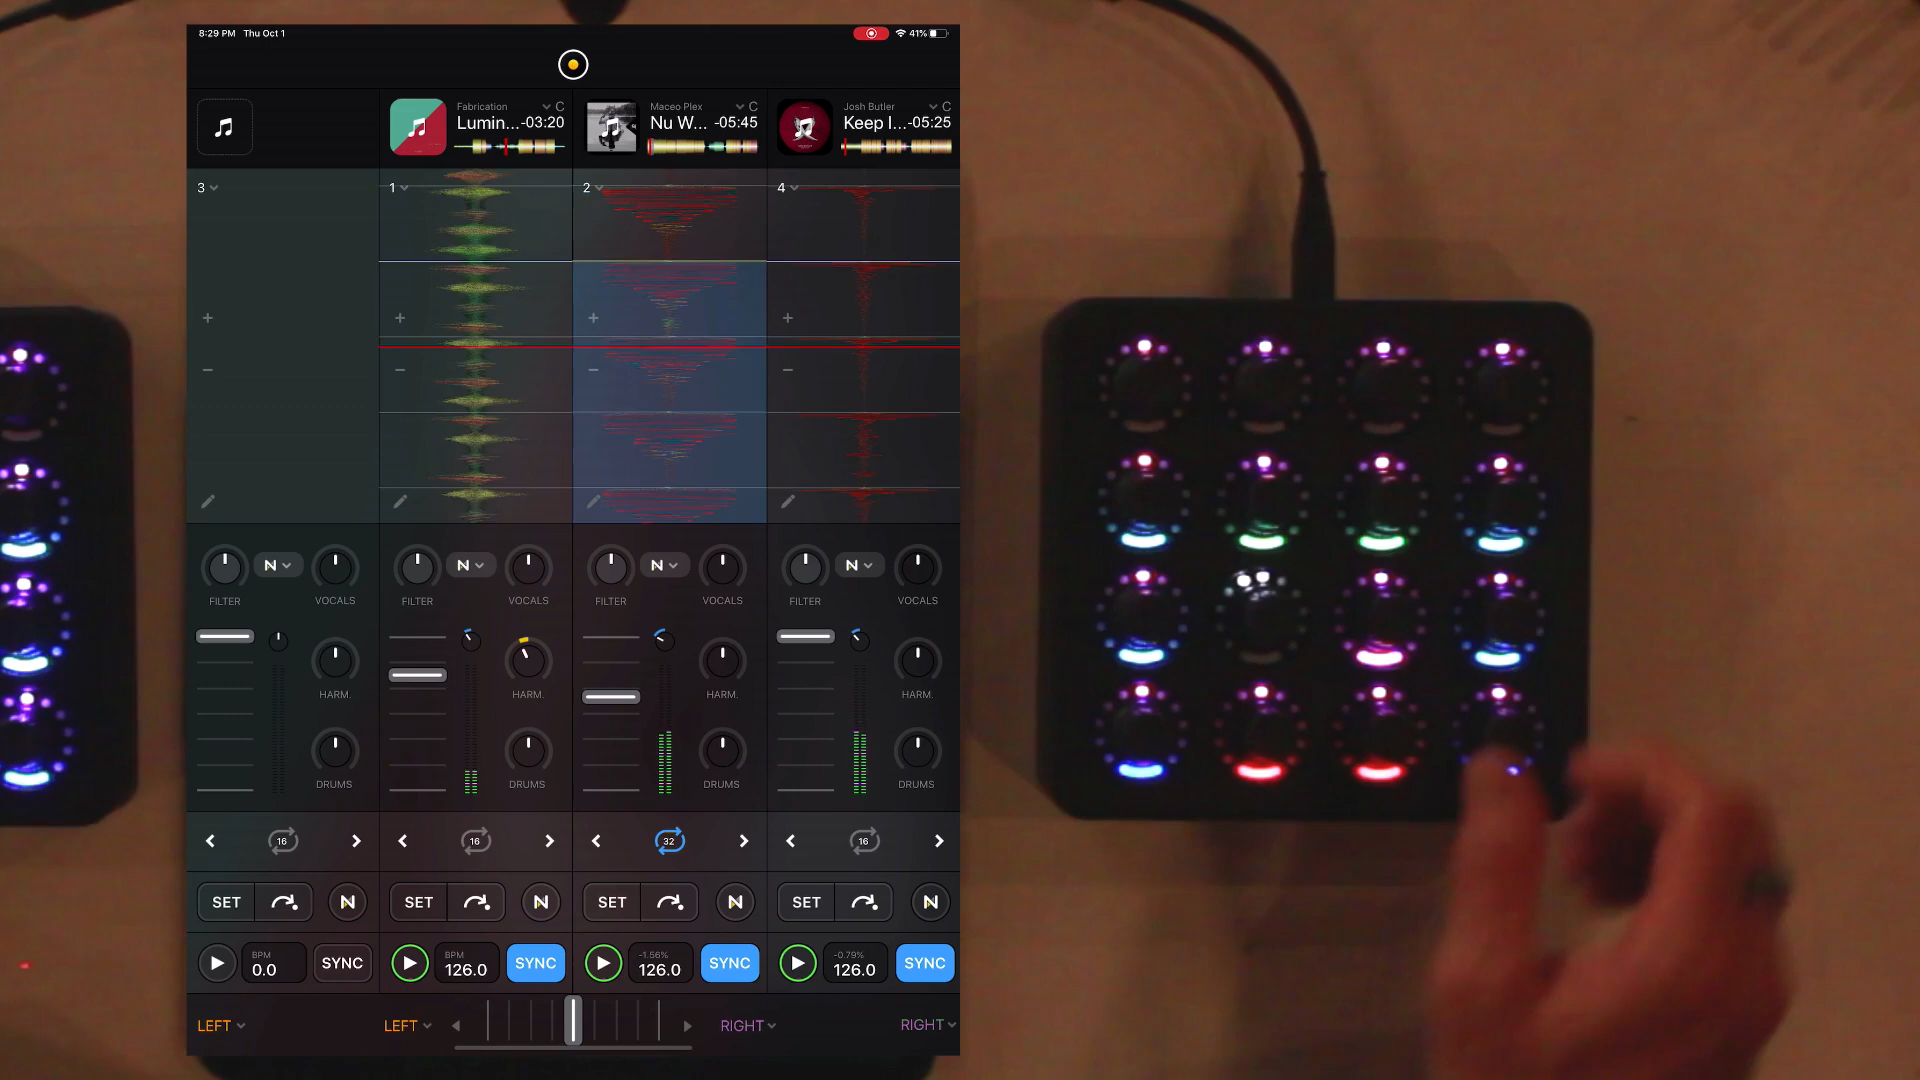 8:29 PM Thu Oct 1
41%
Fabrication C
Lumin... -03:20
Maceo Plex C
Nu W... -05:45
Josh Butler C
Keep I... -05:25
3 1 2 4
+ + + +
− − − −
N N N N
FILTER VOCALS FILTER VOCALS FILTER VOCALS FILTER VOCALS
HARM. HARM. HARM. HARM.
DRUMS DRUMS DRUMS DRUMS
16 16 32 16
SET N SET N SET N SET N
BPM 0.0 SYNC BPM 126.0 SYNC -1.56% 126.0 SYNC -0.79% 126.0 SYNC
LEFT LEFT RIGHT RIGHT